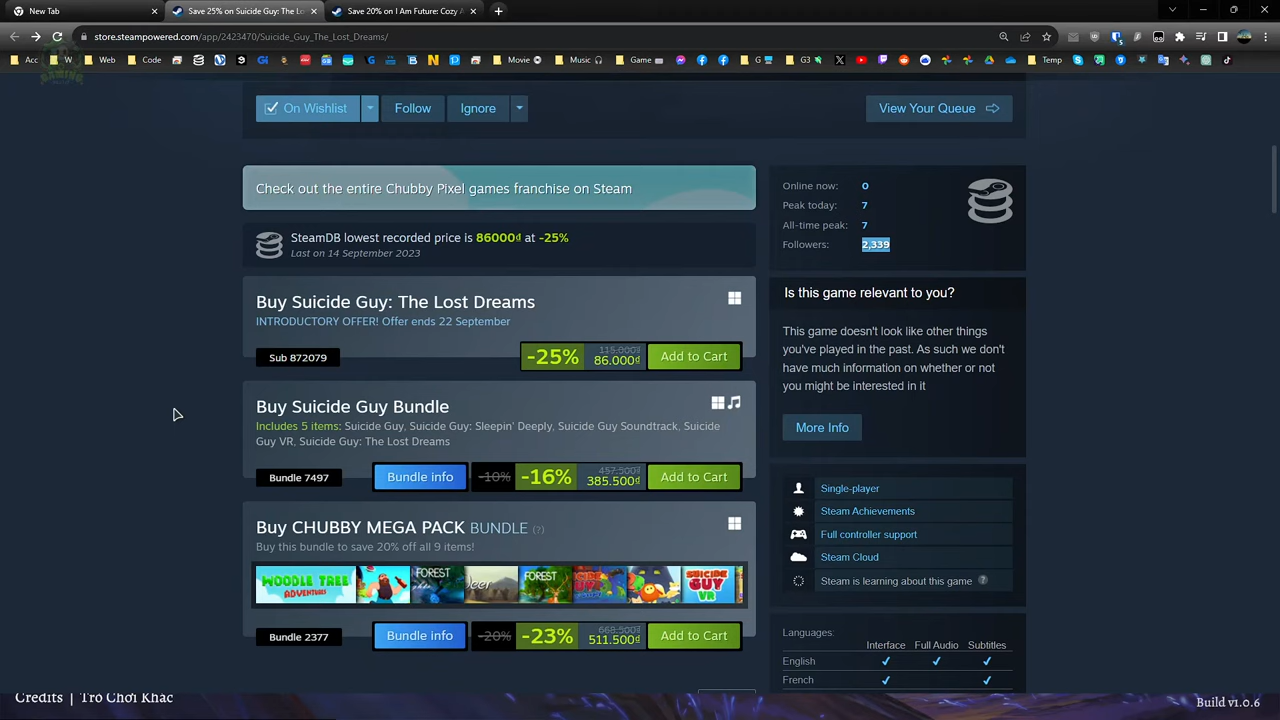 New Tab
Save 25% on Suicide Guy: The Lo
Save 20% on I Am Future: Cozy A
store.steampowered.com/app/2423470/Suicide_Guy_The_Lost_Dreams/
Acc
W
Web
Code
Movie
Music ♫
Game
G
G3
Temp
GAMING
On Wishlist
Follow
Ignore
View Your Queue
Check out the entire Chubby Pixel games franchise on Steam
SteamDB lowest recorded price is 86000₫ at -25%
Last on 14 September 2023
Online now: 0
Peak today: 7
All-time peak: 7
Followers: 2,339
Buy Suicide Guy: The Lost Dreams
INTRODUCTORY OFFER! Offer ends 22 September
Sub 872079
-25%
115.000₫
86.000₫
Add to Cart
Is this game relevant to you?
This game doesn't look like other things
you've played in the past. As such we don't
have much information on whether or not
you might be interested in it
More Info
Buy Suicide Guy Bundle
Includes 5 items: Suicide Guy, Suicide Guy: Sleepin' Deeply, Suicide Guy Soundtrack, Suicide
Guy VR, Suicide Guy: The Lost Dreams
Bundle 7497
Bundle info
-10%
-16%
457.500₫
385.500₫
Add to Cart
Single-player
Steam Achievements
Full controller support
Steam Cloud
Steam is learning about this game ?
Buy CHUBBY MEGA PACK BUNDLE (?)
Buy this bundle to save 20% off all 9 items!
WOODLE TREE
ADVENTURES
FOREST
FOREST
SUICIDE
GUY
VR
Bundle 2377
Bundle info
-20%
-23%
668.500₫
511.500₫
Add to Cart
Languages:
Interface Full Audio Subtitles
English ✔ ✔ ✔
French ✔ ✔
Credits | Trò Chơi Khác
Build v1.0.6